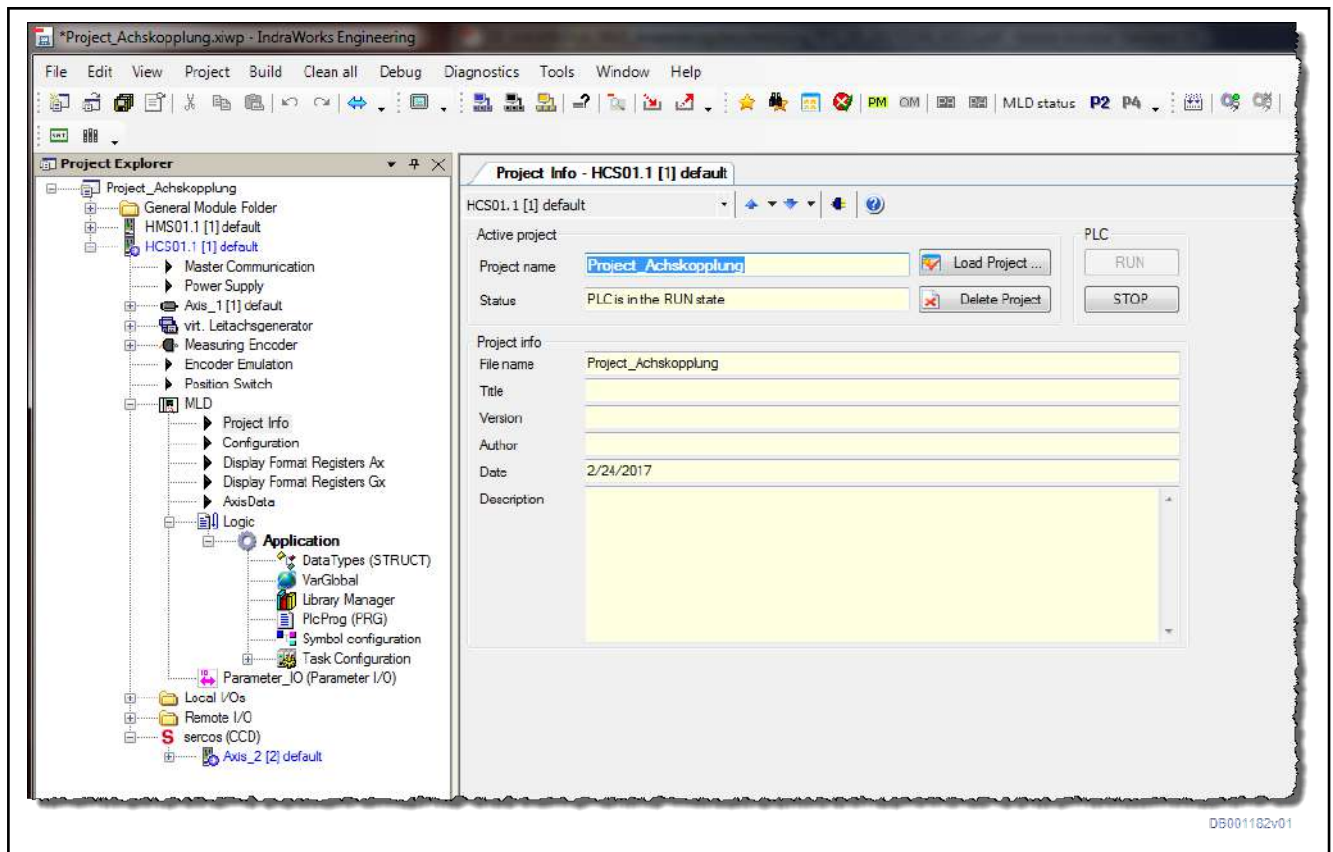 *Project_Achskopplung.xiwp - IndraWorks Engineering
File Edit View Project Build Clean all Debug Diagnostics Tools Window Help
PM OM MLD status P2 P4
Project Explorer
Project_Achskopplung
General Module Folder
HMS01.1 [1] default
HCS01.1 [1] default
Master Communication
Power Supply
Axis_1 [1] default
virt. Leitachsgenerator
Measuring Encoder
Encoder Emulation
Position Switch
MLD
Project Info
Configuration
Display Format Registers Ax
Display Format Registers Gx
AxisData
Logic
Application
DataTypes (STRUCT)
VarGlobal
Library Manager
PlcProg (PRG)
Symbol configuration
Task Configuration
Parameter_IO (Parameter I/O)
Local I/Os
Remote I/O
S sercos (CCD)
Axis_2 [2] default
Project Info - HCS01.1 [1] default
HCS01.1 [1] default
Active project
Project name Project_Achskopplung Load Project ...
Status PLC is in the RUN state Delete Project
PLC
RUN
STOP
Project info
File name Project_Achskopplung
Title
Version
Author
Date 2/24/2017
Description
DB001182v01